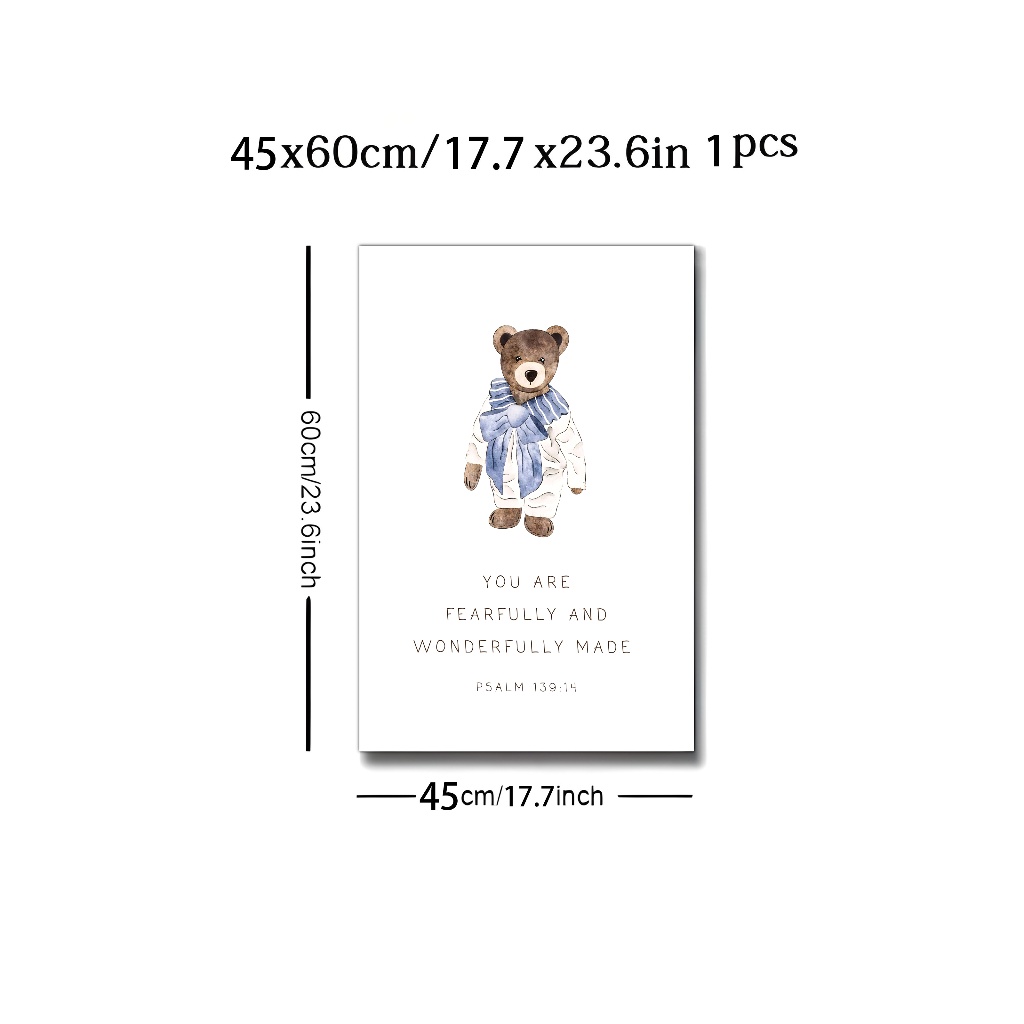 45x60cm/17.7 x23.6in 1pcs
60cm/23.6inch
YOU ARE
FEARFULLY AND
WONDERFULLY MADE
PSALM 139:14
45cm/17.7inch